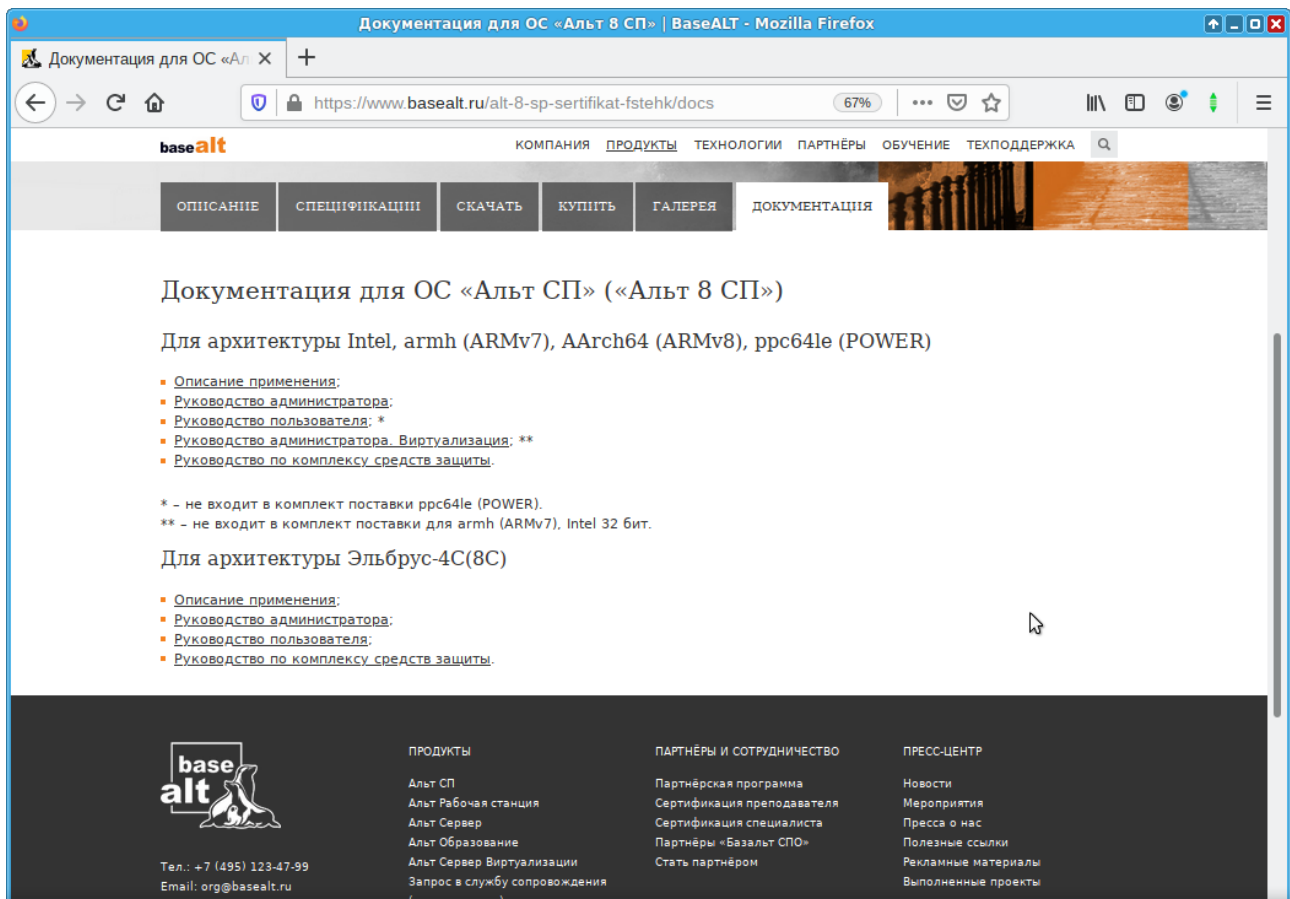 Документация для ОС «Альт 8 СП» | BaseALT - Mozilla Firefox
Документация для ОС «Ал
https://www.basealt.ru/alt-8-sp-sertifikat-fstehk/docs
67%
basealt
КОМПАНИЯ ПРОДУКТЫ ТЕХНОЛОГИИ ПАРТНЁРЫ ОБУЧЕНИЕ ТЕХПОДДЕРЖКА
ОПИСАНИЕ СПЕЦИФИКАЦИИ СКАЧАТЬ КУПИТЬ ГАЛЕРЕЯ ДОКУМЕНТАЦИЯ
Документация для ОС «Альт СП» («Альт 8 СП»)
Для архитектуры Intel, armh (ARMv7), AArch64 (ARMv8), ppc64le (POWER)
Описание применения;
Руководство администратора;
Руководство пользователя; *
Руководство администратора. Виртуализация; **
Руководство по комплексу средств защиты.
* – не входит в комплект поставки ppc64le (POWER).
** – не входит в комплект поставки для armh (ARMv7), Intel 32 бит.
Для архитектуры Эльбрус-4С(8С)
Описание применения;
Руководство администратора;
Руководство пользователя;
Руководство по комплексу средств защиты.
base
alt
Тел.: +7 (495) 123-47-99
Email: org@basealt.ru
ПРОДУКТЫ
Альт СП
Альт Рабочая станция
Альт Сервер
Альт Образование
Альт Сервер Виртуализации
Запрос в службу сопровождения
ПАРТНЁРЫ И СОТРУДНИЧЕСТВО
Партнёрская программа
Сертификация преподавателя
Сертификация специалиста
Партнёры «Базальт СПО»
Стать партнёром
ПРЕСС-ЦЕНТР
Новости
Мероприятия
Пресса о нас
Полезные ссылки
Рекламные материалы
Выполненные проекты